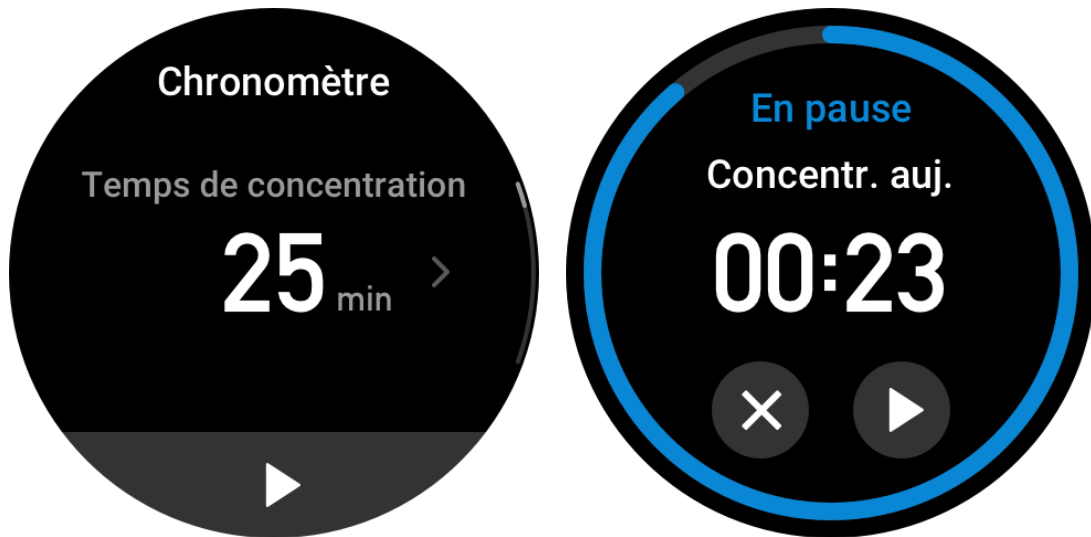 Chronomètre
Temps de concentration
25 min
En pause
Concentr. auj.
00:23